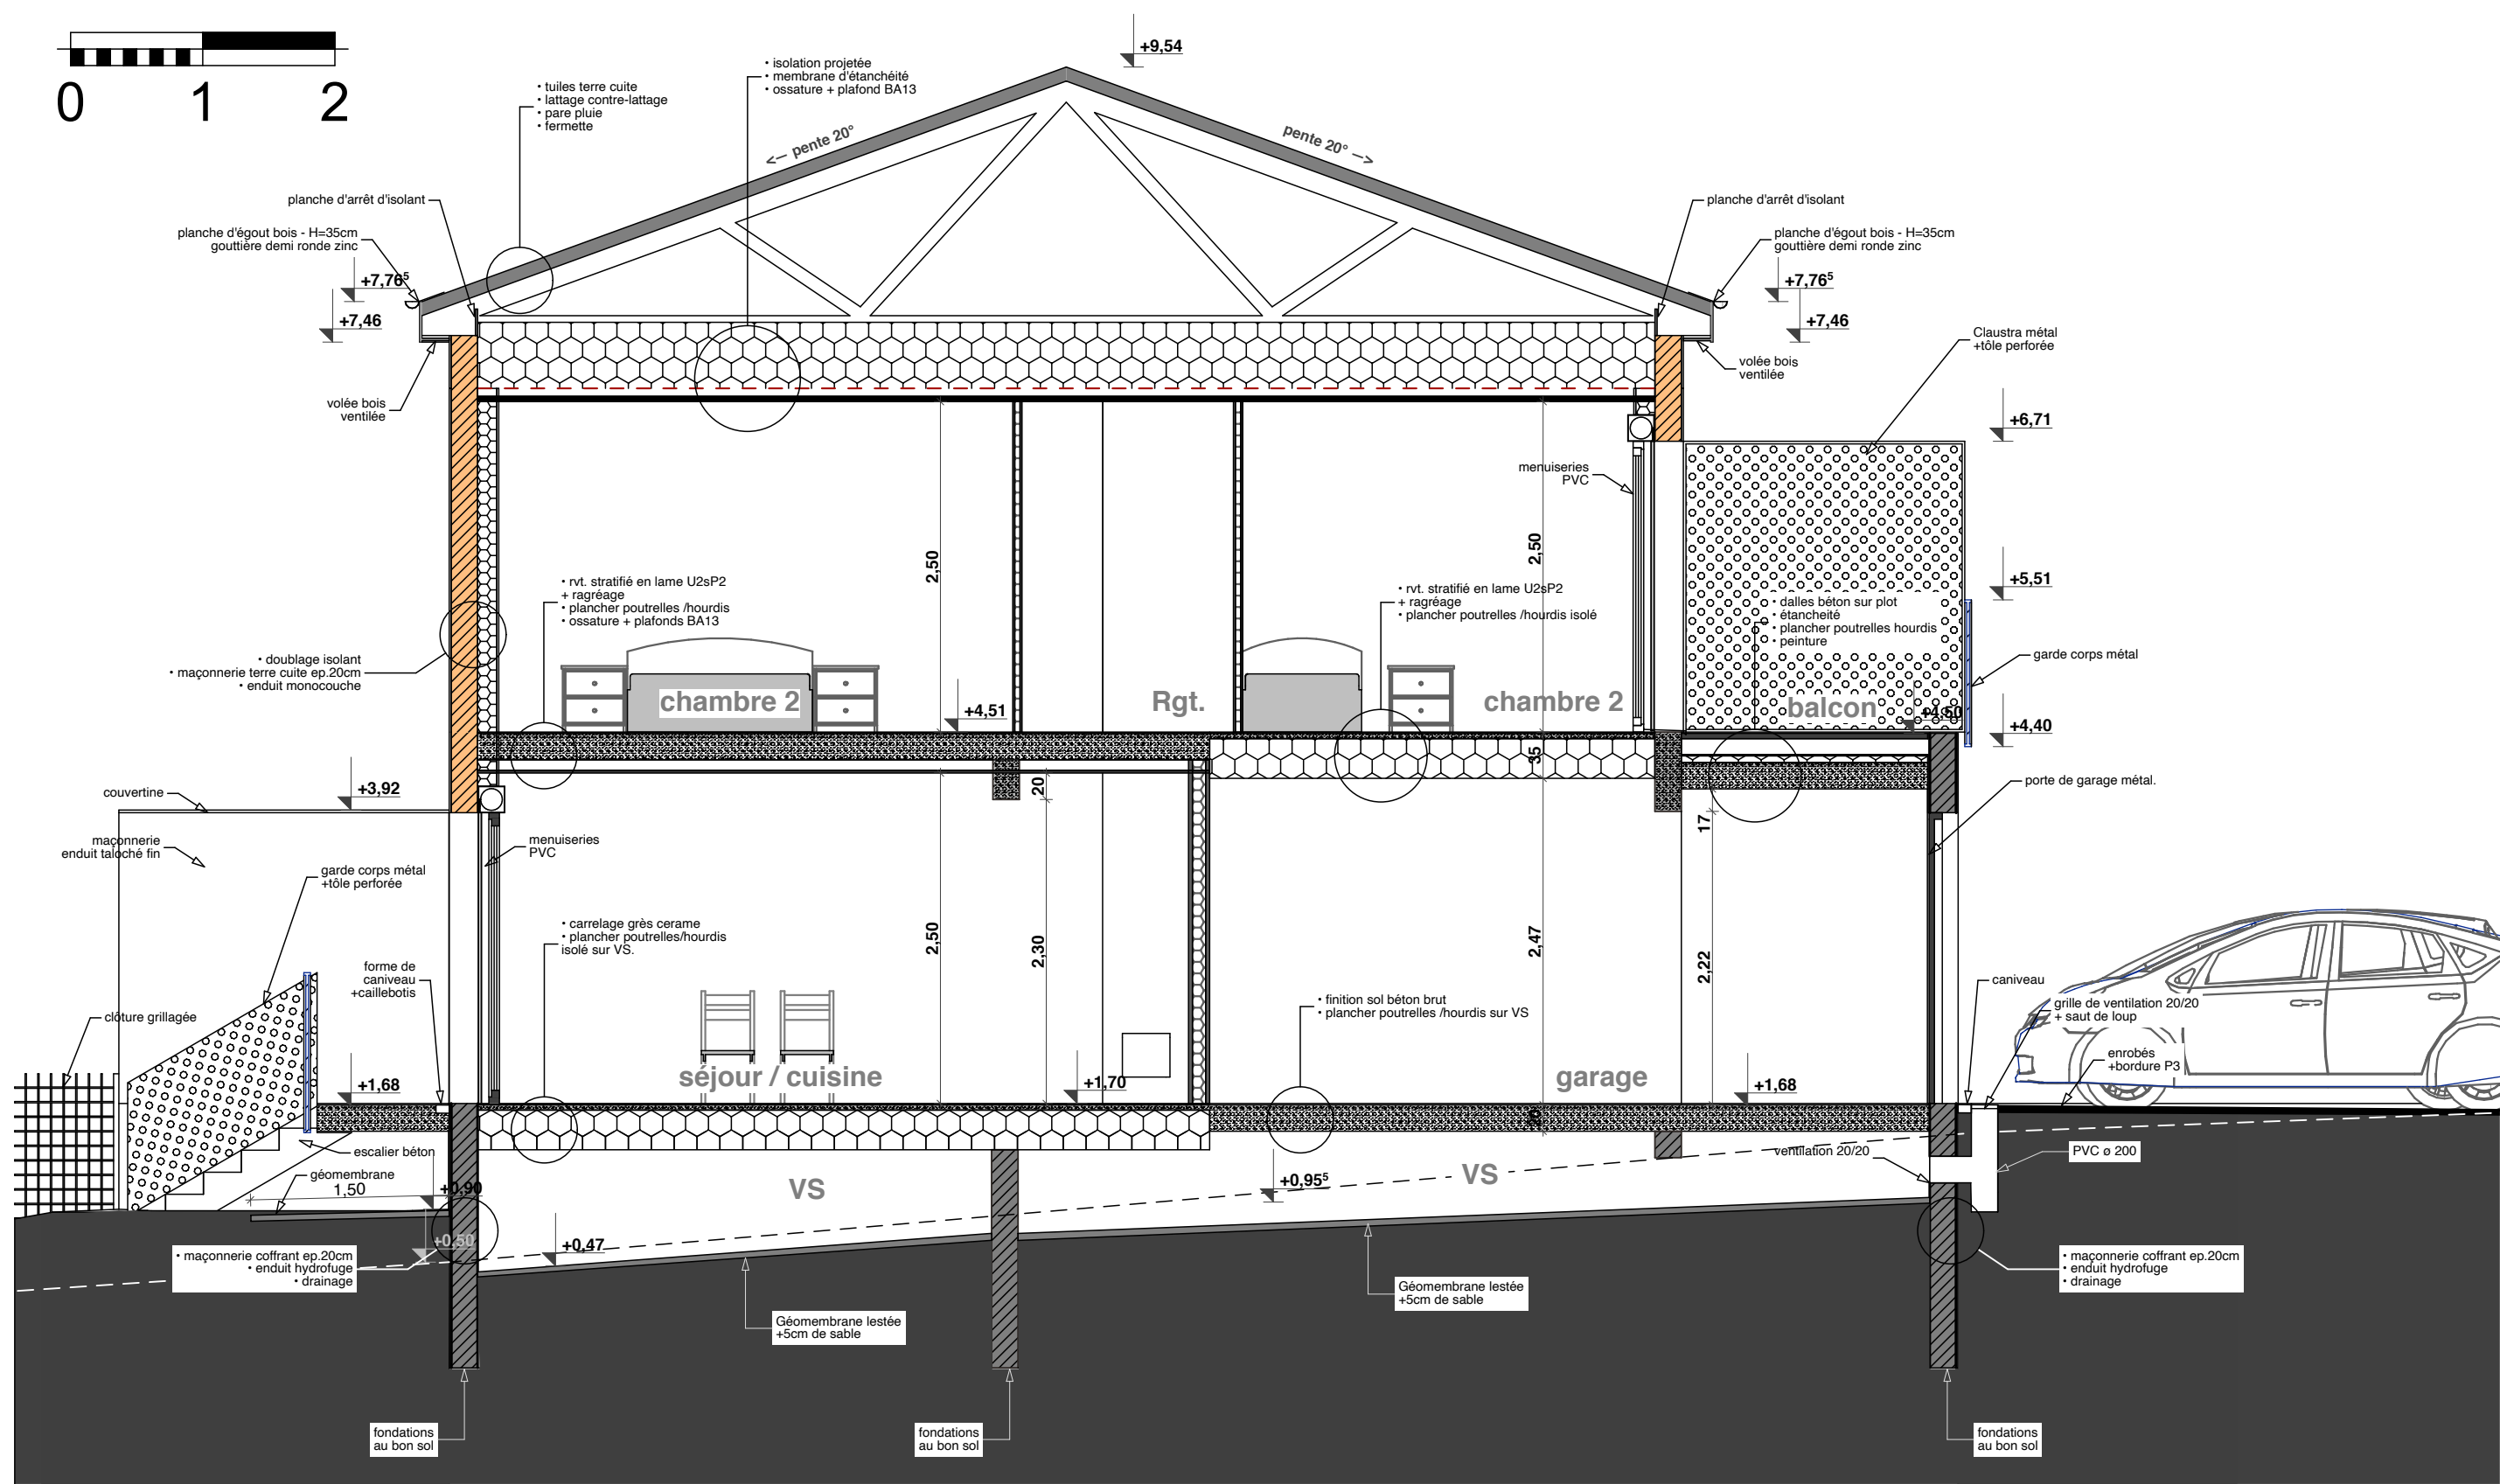 0 1 2
+9,54
• isolation projetée
• membrane d'étanchéité
• ossature + plafond BA13
• tuiles terre cuite
• lattage contre-lattage
• pare pluie
• fermette
<— pente 20°
pente 20° —>
planche d'arrêt d'isolant
planche d'arrêt d'isolant
planche d'égout bois - H=35cm
gouttière demi ronde zinc
planche d'égout bois - H=35cm
gouttière demi ronde zinc
+7,76⁵
+7,76⁵
+7,46
+7,46
Claustra métal
+tôle perforée
volée bois
ventilée
volée bois
ventilée
+6,71
menuiseries
PVC
2,50
2,50
+5,51
• rvt. stratifié en lame U2sP2
+ ragréage
• plancher poutrelles /hourdis
• ossature + plafonds BA13
• rvt. stratifié en lame U2sP2
+ ragréage
• plancher poutrelles /hourdis isolé
• dalles béton sur plot
• étancheité
• plancher poutrelles hourdis
• peinture
• doublage isolant
• maçonnerie terre cuite ep.20cm
• enduit monocouche
garde corps métal
chambre 2
Rgt.
chambre 2
balcon
+4,51
+4,50
+4,40
35
couvertine
+3,92
20
porte de garage métal.
maçonnerie
enduit taloché fin
menuiseries
PVC
17
garde corps métal
+tôle perforée
• carrelage grès cerame
• plancher poutrelles/hourdis
isolé sur VS.
2,50
2,30
2,47
2,22
forme de
caniveau
+caillebotis
caniveau
• finition sol béton brut
• plancher poutrelles /hourdis sur VS
grille de ventilation 20/20
+ saut de loup
clôture grillagée
enrobés
+bordure P3
séjour / cuisine
garage
+1,68
+1,70
+1,68
20
escalier béton
ventilation 20/20
PVC ø 200
géomembrane
1,50
+0,90
VS
+0,95⁵
VS
+0,50
+0,47
• maçonnerie coffrant ep.20cm
• enduit hydrofuge
• drainage
• maçonnerie coffrant ep.20cm
• enduit hydrofuge
• drainage
Géomembrane lestée
+5cm de sable
Géomembrane lestée
+5cm de sable
fondations
au bon sol
fondations
au bon sol
fondations
au bon sol